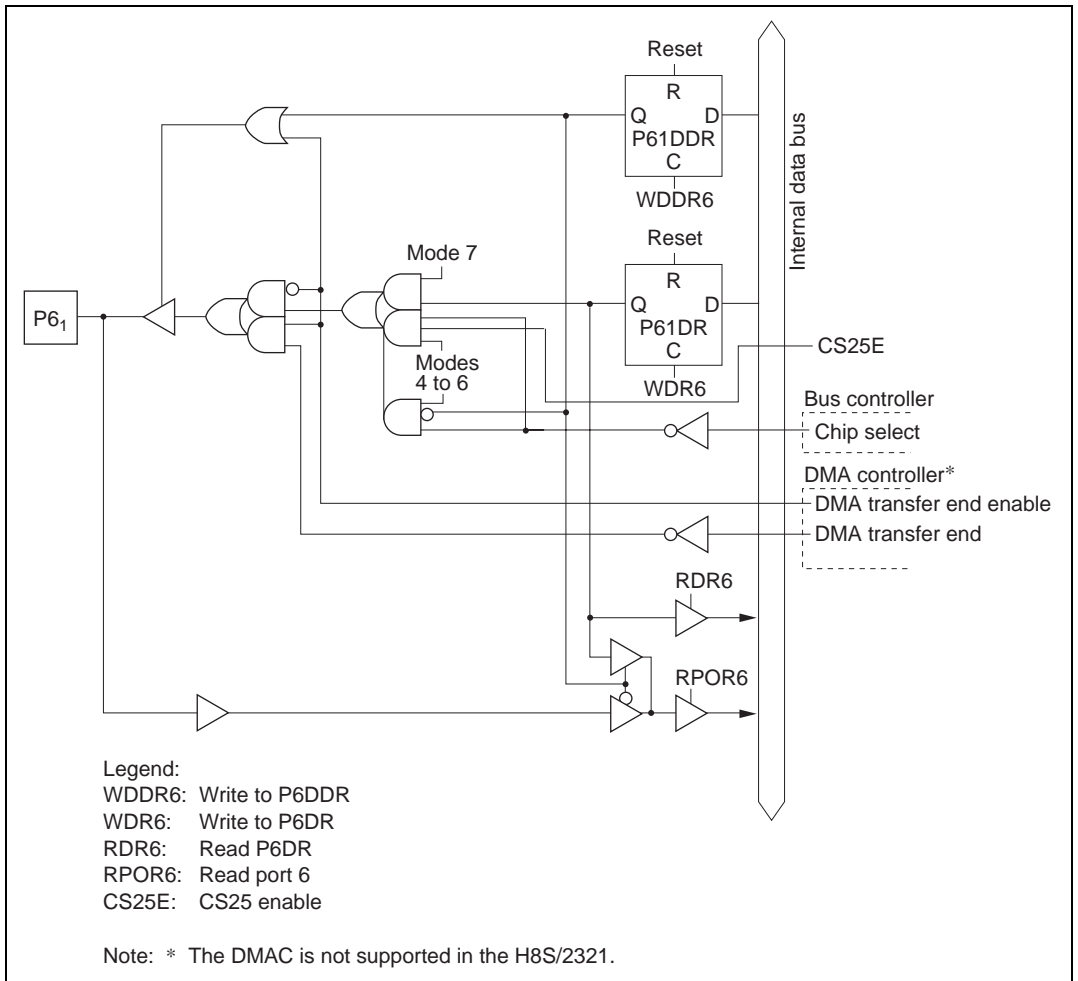 Reset
R
Q D
P61DDR
C
WDDR6
Reset
Mode 7
R
Q D
P61DR
C
WDR6
P6₁
Modes
4 to 6
Internal data bus
CS25E
Bus controller
Chip select
DMA controller*
DMA transfer end enable
DMA transfer end
RDR6
RPOR6
Legend:
WDDR6: Write to P6DDR
WDR6: Write to P6DR
RDR6: Read P6DR
RPOR6: Read port 6
CS25E: CS25 enable
Note: * The DMAC is not supported in the H8S/2321.